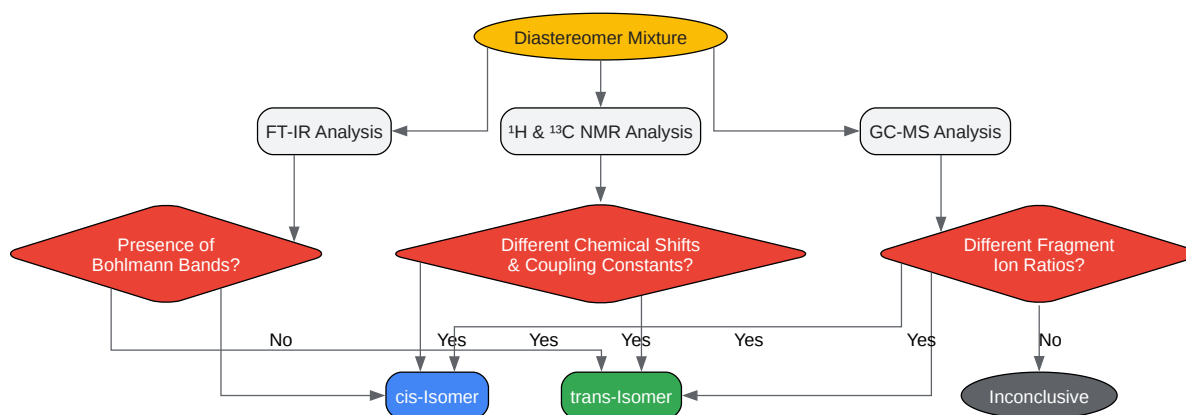 Diastereomer Mixture
FT-IR Analysis
¹H & ¹³C NMR Analysis
GC-MS Analysis
Presence of
Bohlmann Bands?
Different Chemical Shifts
& Coupling Constants?
Different Fragment
Ion Ratios?
No
Yes
Yes
Yes
Yes
Yes
No
cis-Isomer
trans-Isomer
Inconclusive